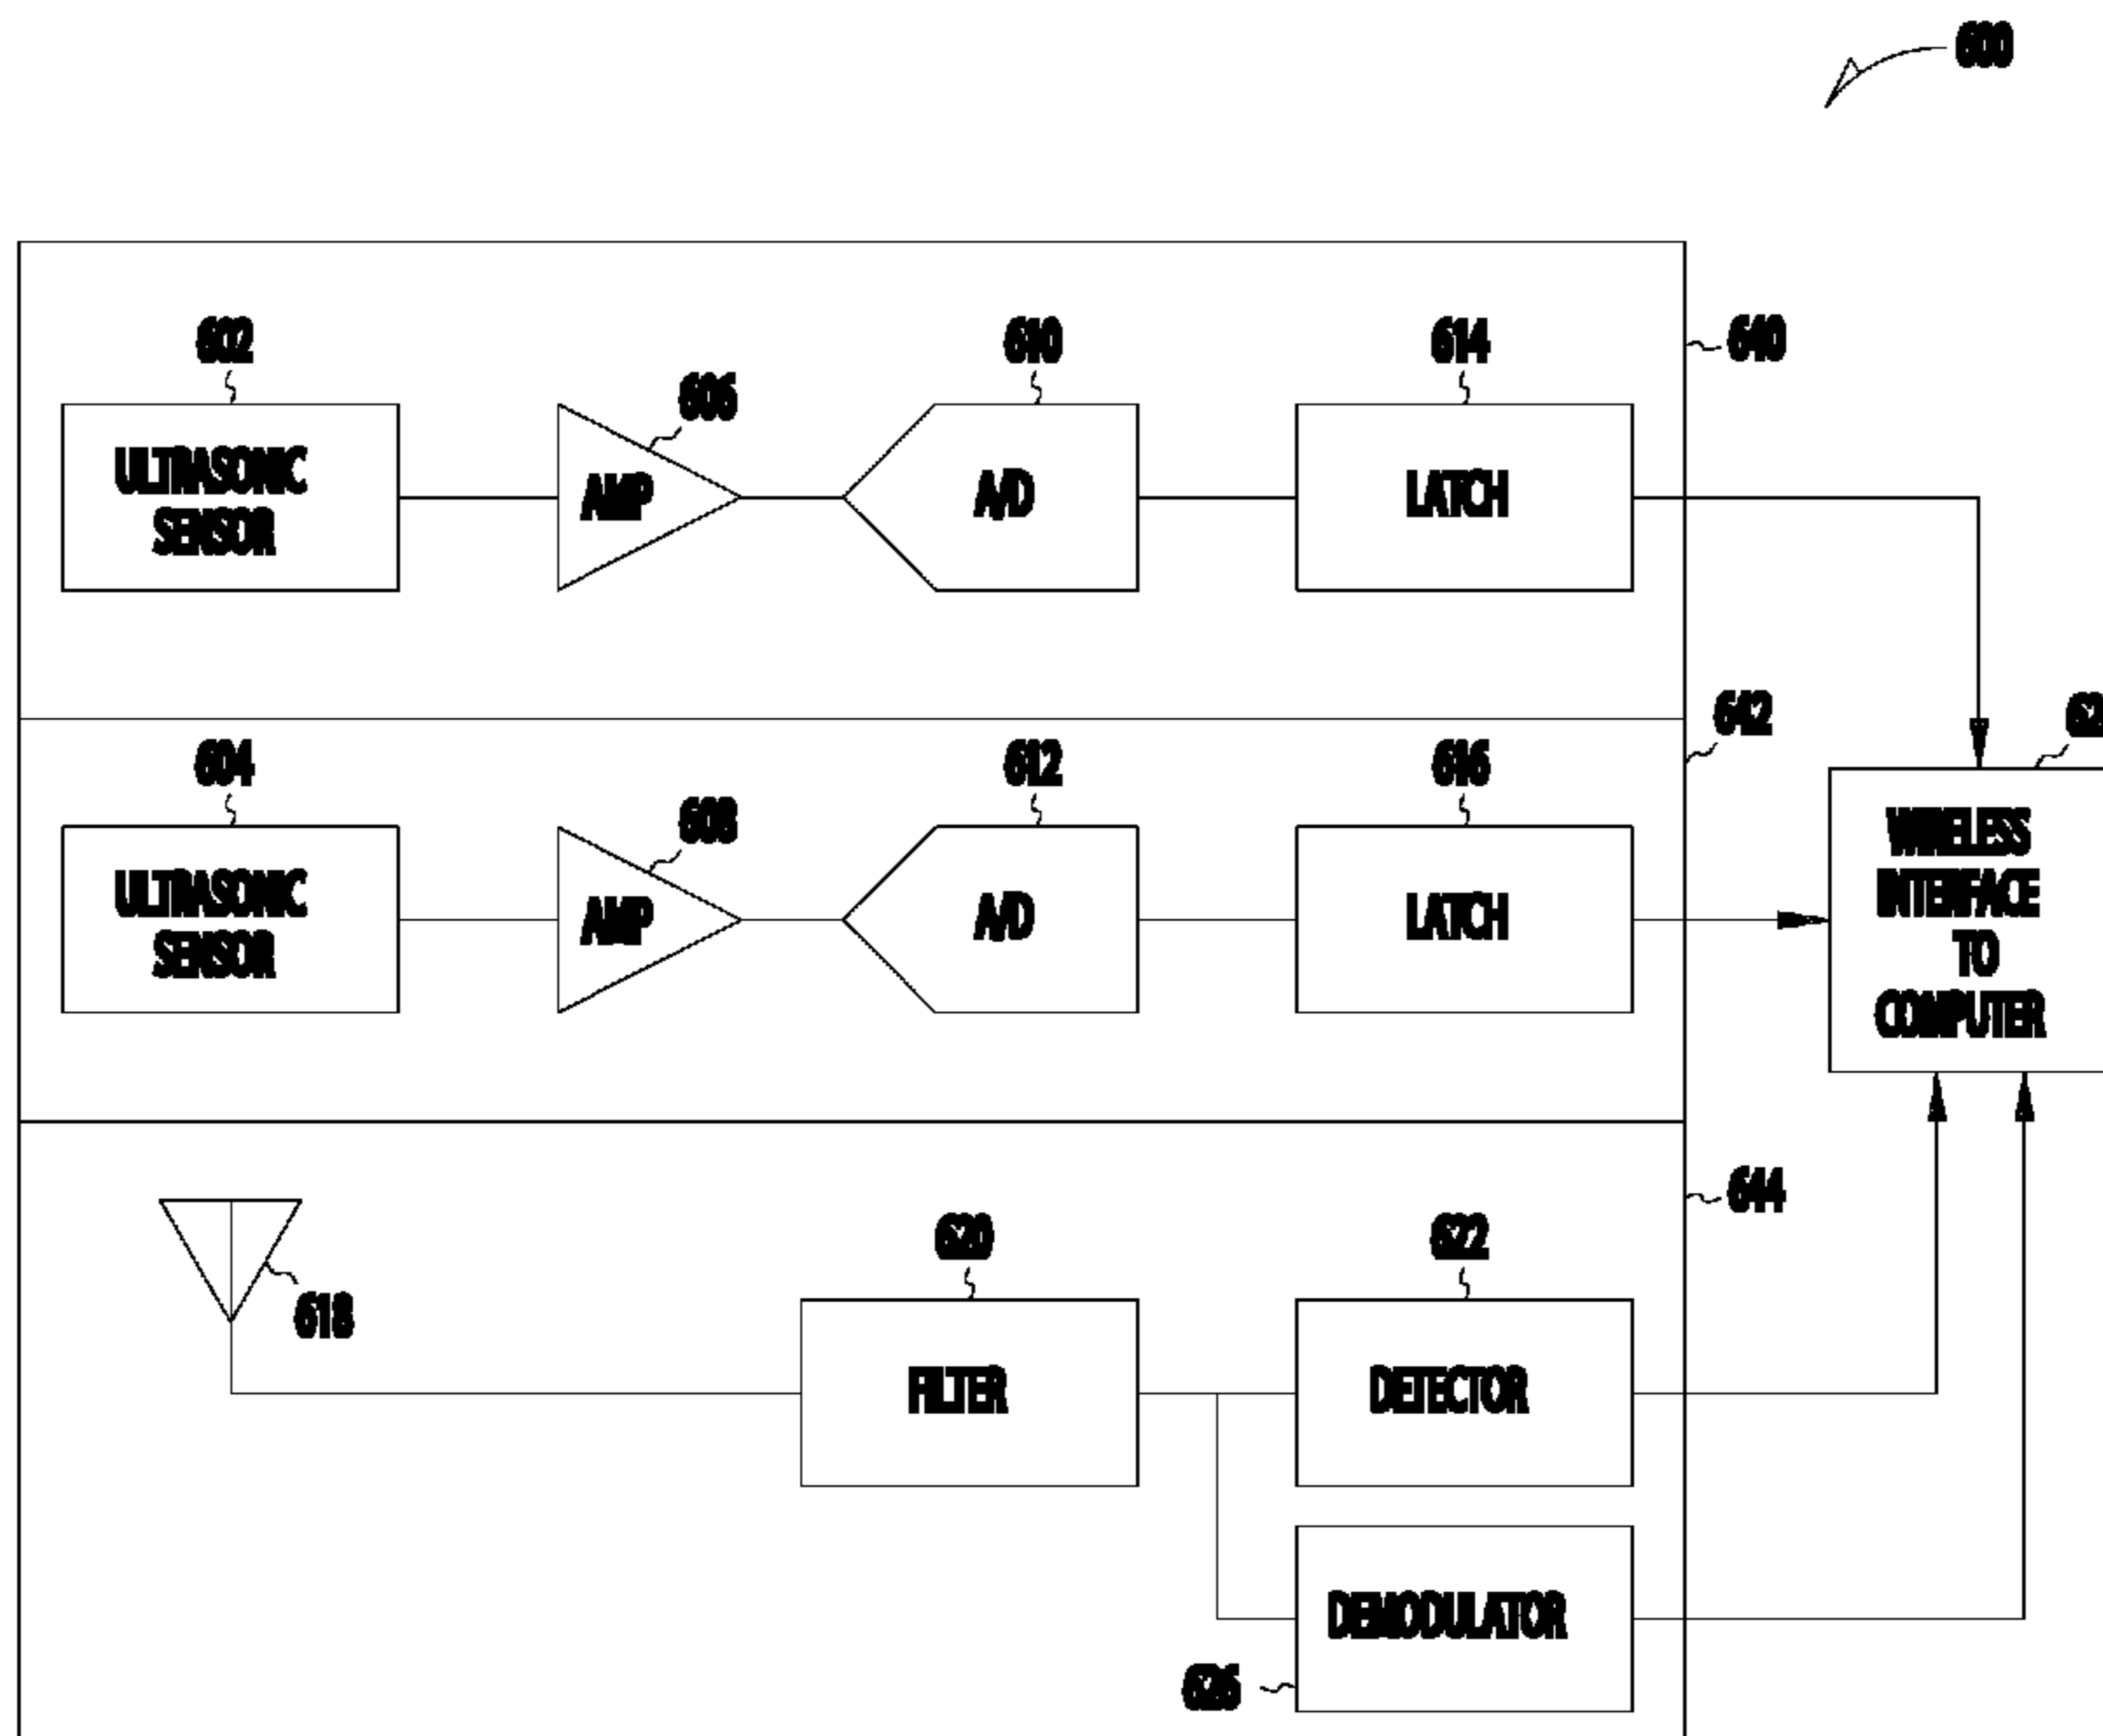 600
602
606
610
614
640
ULTRASONIC
SENSOR
AMP
A/D
LATCH
642
604
608
612
616
ULTRASONIC
SENSOR
AMP
A/D
LATCH
WIRELESS
INTERFACE
TO
COMPUTER
644
618
620
622
FILTER
DETECTOR
DEMODULATOR
626